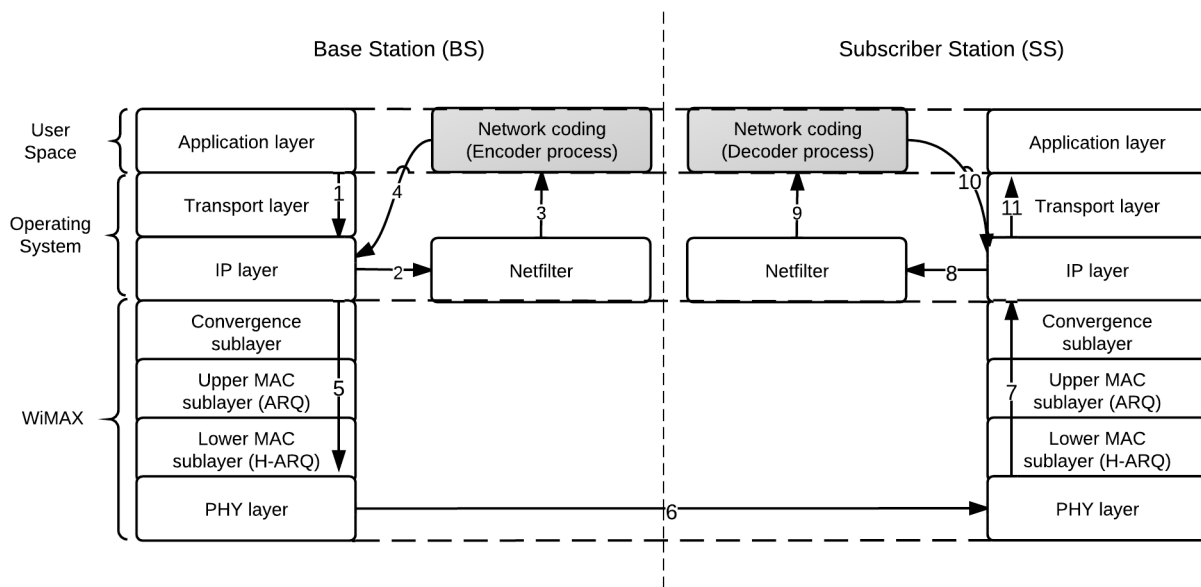 Base Station (BS)
Subscriber Station (SS)
User
Space
Application layer
Network coding
(Encoder process)
Network coding
(Decoder process)
Application layer
Operating
System
Transport layer
1
4
3
9
10
11
Transport layer
IP layer
2
Netfilter
Netfilter
8
IP layer
WiMAX
Convergence
sublayer
Convergence
sublayer
Upper MAC
sublayer (ARQ)
5
7
Upper MAC
sublayer (ARQ)
Lower MAC
sublayer (H-ARQ)
Lower MAC
sublayer (H-ARQ)
PHY layer
6
PHY layer